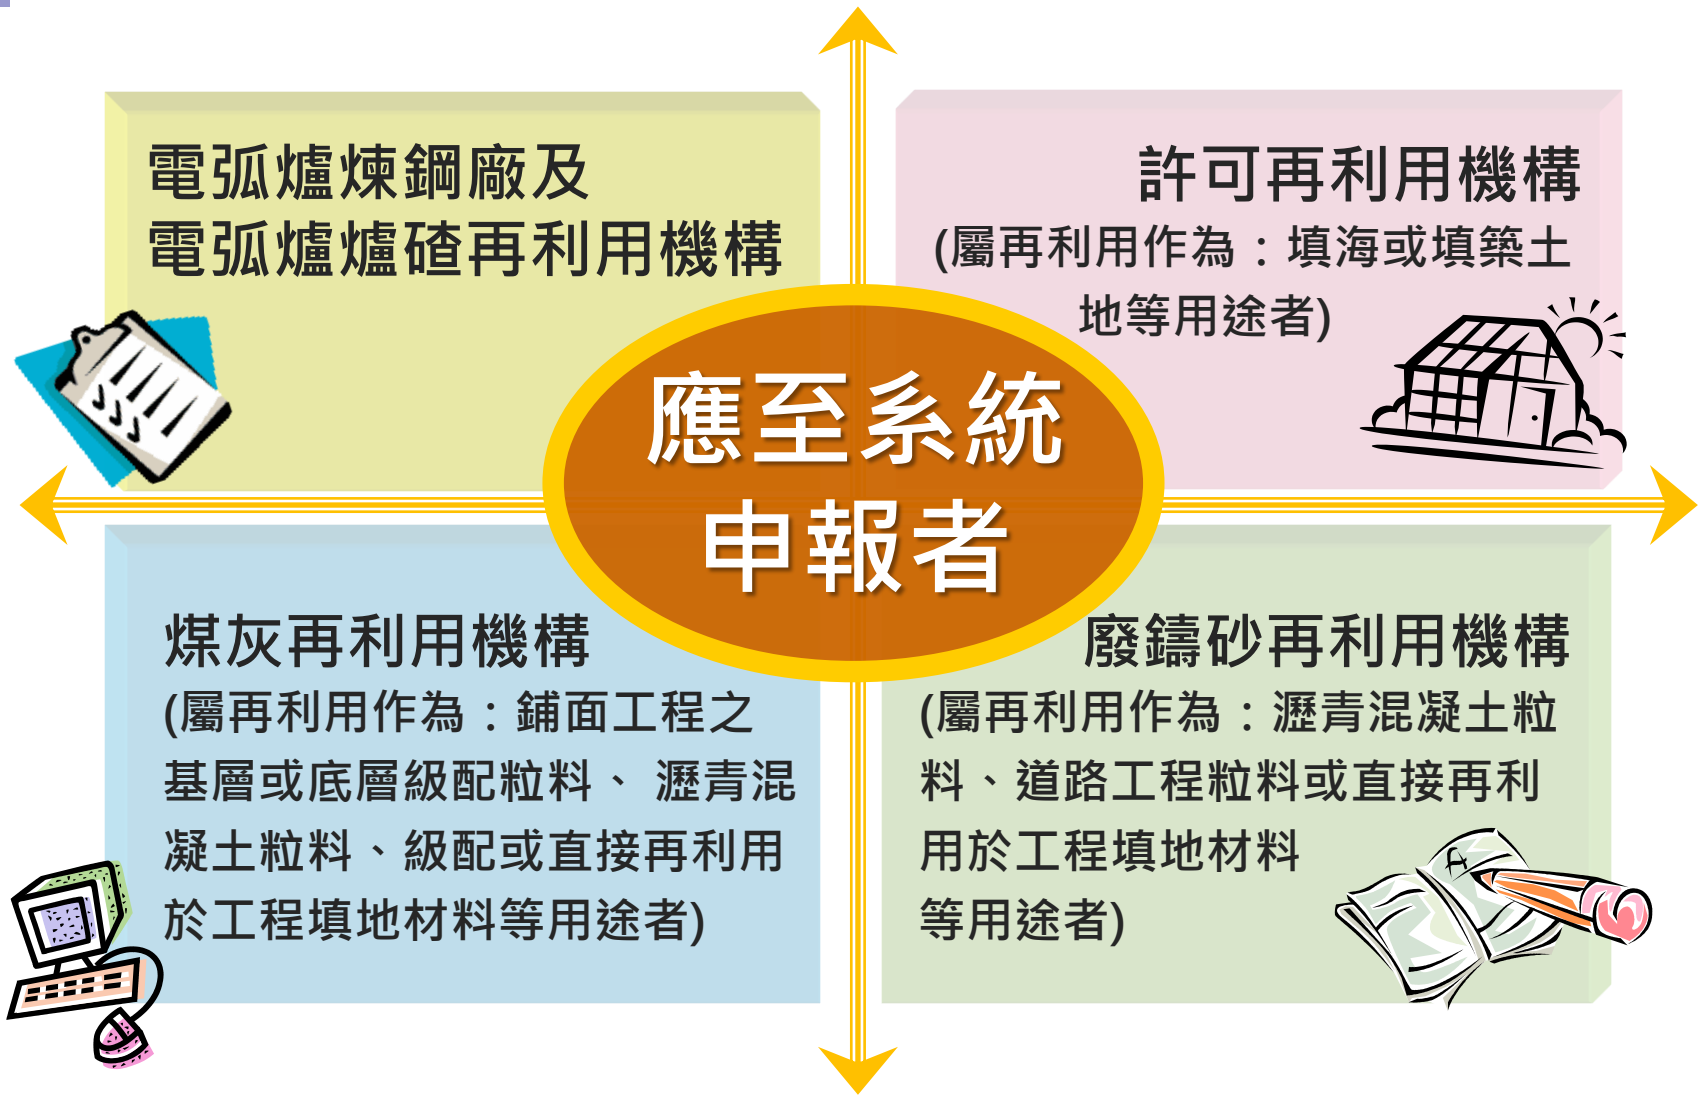 電弧爐煉鋼廠及
電弧爐爐碴再利用機構
許可再利用機構
(屬再利用作為：填海或填築土
地等用途者)
應至系統
申報者
煤灰再利用機構
(屬再利用作為：鋪面工程之
基層或底層級配粒料、 瀝青混
凝土粒料、級配或直接再利用
於工程填地材料等用途者)
廢鑄砂再利用機構
(屬再利用作為：瀝青混凝土粒
料、道路工程粒料或直接再利
用於工程填地材料
等用途者)